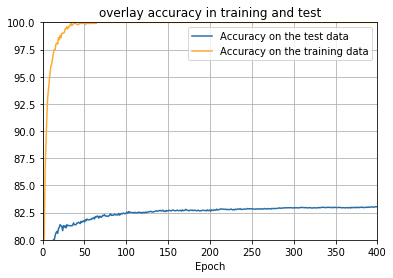 overlay accuracy in training and test
100.0
97.5
95.0
92.5
90.0
87.5
85.0
82.5
80.0
Accuracy on the test data
Accuracy on the training data
0 50 100 150 200 250 300 350 400
Epoch